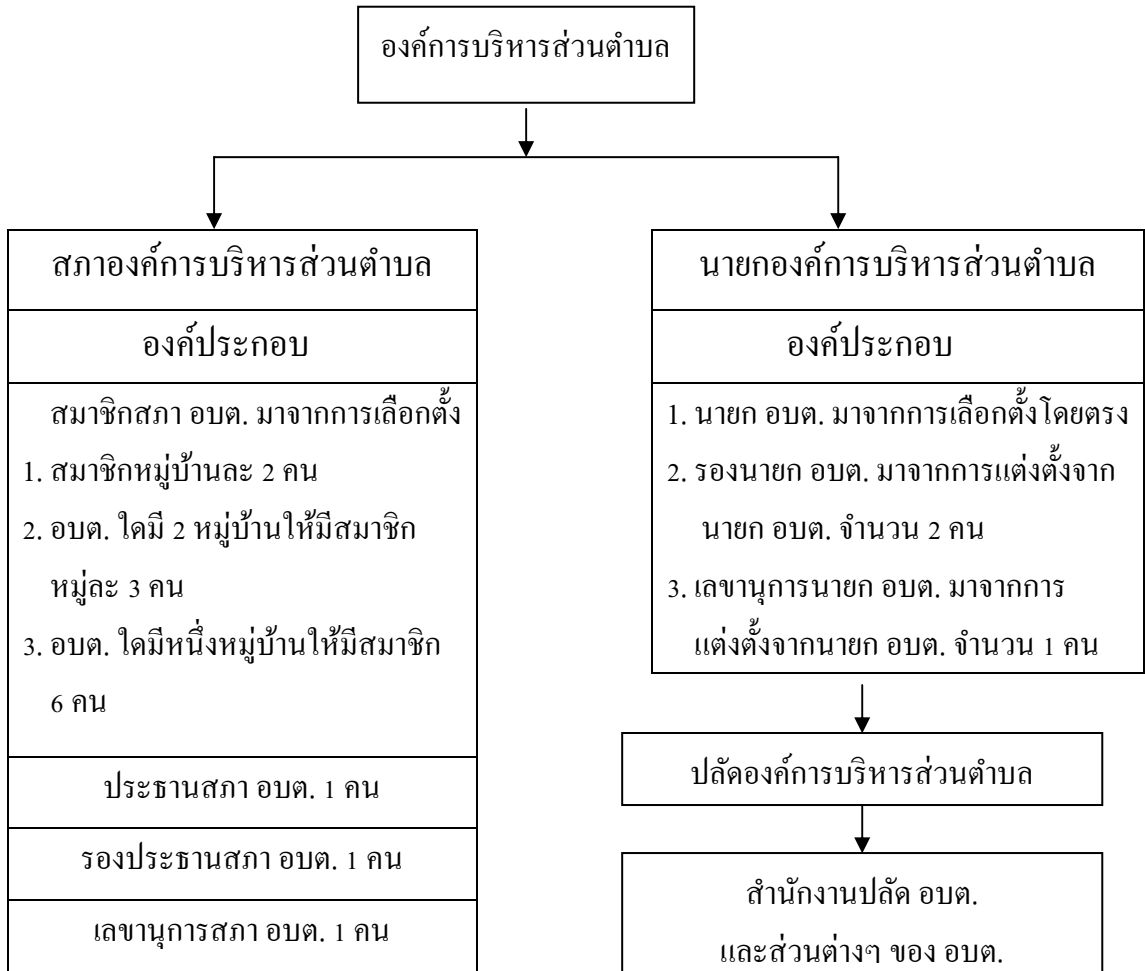 องค์การบริหารส่วนตำบล
สภาองค์การบริหารส่วนตำบล
องค์ประกอบ
สมาชิกสภา อบต. มาจากการเลือกตั้ง
1. สมาชิกหมู่บ้านละ 2 คน
2. อบต. ใดมี 2 หมู่บ้านให้มีสมาชิก
หมู่ละ 3 คน
3. อบต. ใดมีหนึ่งหมู่บ้านให้มีสมาชิก
6 คน
ประธานสภา อบต. 1 คน
รองประธานสภา อบต. 1 คน
เลขานุการสภา อบต. 1 คน
นายกองค์การบริหารส่วนตำบล
องค์ประกอบ
1. นายก อบต. มาจากการเลือกตั้งโดยตรง
2. รองนายก อบต. มาจากการแต่งตั้งจาก
นายก อบต. จำนวน 2 คน
3. เลขานุการนายก อบต. มาจากการ
แต่งตั้งจากนายก อบต. จำนวน 1 คน
ปลัดองค์การบริหารส่วนตำบล
สำนักงานปลัด อบต.
และส่วนต่างๆ ของ อบต.